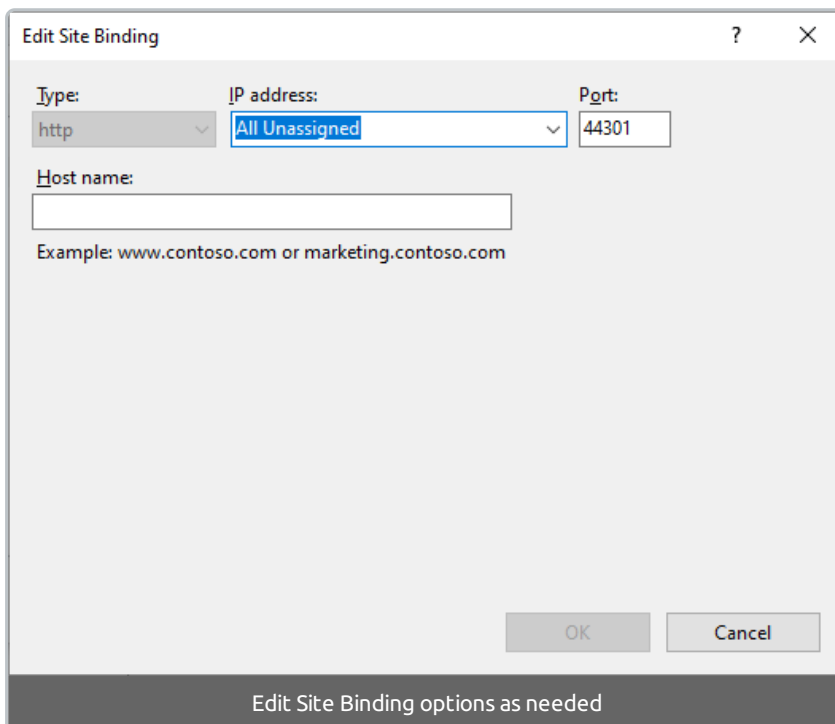 Edit Site Binding ?
Type: IP address: Port:
http All Unassigned 44301
Host name:
Example: www.contoso.com or marketing.contoso.com
OK Cancel
Edit Site Binding options as needed